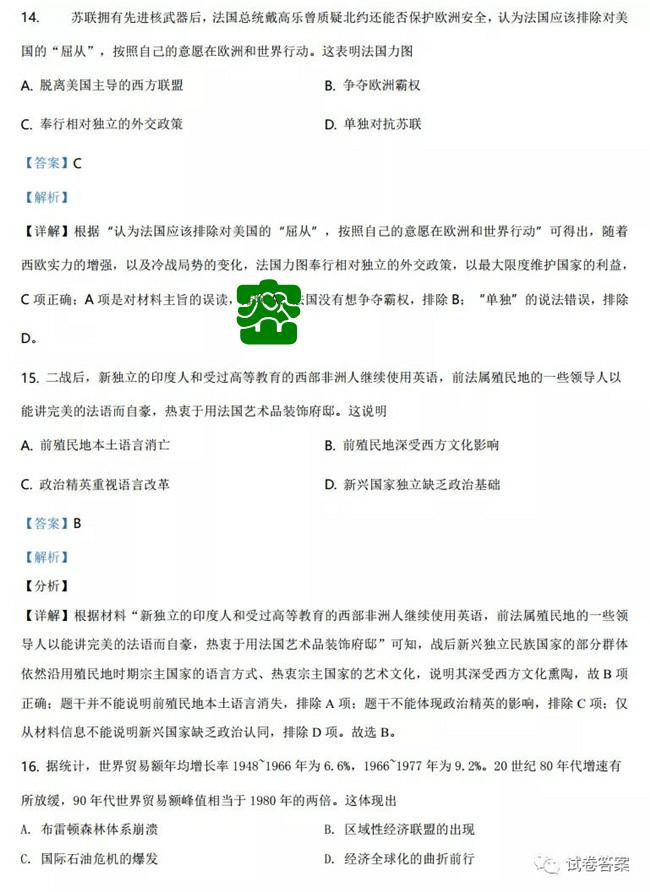 14. 苏联拥有先进核武器后，法国总统戴高乐曾质疑北约还能否保护欧洲安全，认为法国应该排除对美
国的“屈从”，按照自己的意愿在欧洲和世界行动。这表明法国力图
A. 脱离美国主导的西方联盟 B. 争夺欧洲霸权
C. 奉行相对独立的外交政策 D. 单独对抗苏联
【答案】C
【解析】
【详解】根据“认为法国应该排除对美国的“屈从”，按照自己的意愿在欧洲和世界行动”可得出，随着
西欧实力的增强，以及冷战局势的变化，法国力图奉行相对独立的外交政策，以最大限度维护国家的利益，
C 项正确；A 项是对材料主旨的误读，法国没有想争夺霸权，排除 B；“单独”的说法错误，排除
D。
15. 二战后，新独立的印度人和受过高等教育的西部非洲人继续使用英语，前法属殖民地的一些领导人以
能讲完美的法语而自豪，热衷于用法国艺术品装饰府邸。这说明
A. 前殖民地本土语言消亡 B. 前殖民地深受西方文化影响
C. 政治精英重视语言改革 D. 新兴国家独立缺乏政治基础
【答案】B
【解析】
【分析】
【详解】根据材料“新独立的印度人和受过高等教育的西部非洲人继续使用英语，前法属殖民地的一些领
导人以能讲完美的法语而自豪，热衷于用法国艺术品装饰府邸”可知，战后新兴独立民族国家的部分群体
依然沿用殖民地时期宗主国家的语言方式、热衷宗主国家的艺术文化，说明其深受西方文化熏陶，故 B 项
正确；题干并不能说明前殖民地本土语言消失，排除 A 项；题干不能体现政治精英的影响，排除 C 项；仅
从材料信息不能说明新兴国家缺乏政治认同，排除 D 项。故选 B。
16. 据统计，世界贸易额年均增长率 1948~1966 年为 6.6%，1966~1977 年为 9.2%。20 世纪 80 年代增速有
所放缓，90 年代世界贸易额峰值相当于 1980 年的两倍。这体现出
A. 布雷顿森林体系崩溃 B. 区域性经济联盟的出现
C. 国际石油危机的爆发 D. 经济全球化的曲折前行
试卷答案